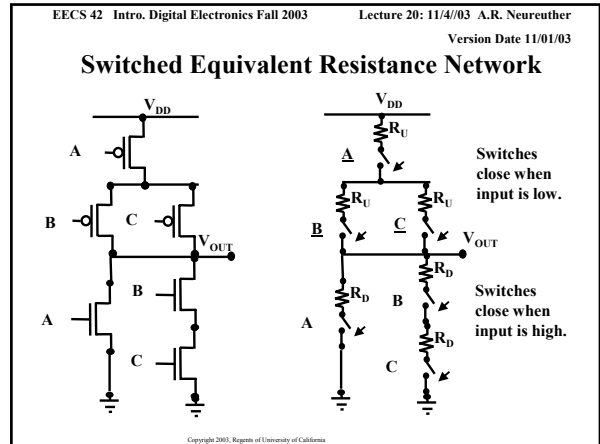 EECS 42 Intro. Digital Electronics Fall 2003 Lecture 20: 11/4//03 A.R. Neureuther
Version Date 11/01/03
Switched Equivalent Resistance Network
VDD
A
B
C
VOUT
A
B
C
VDD
RU
A
RU
RU
B
C
VOUT
RD
A
RD
B
RD
C
Switches
close when
input is low.
Switches
close when
input is high.
Copyright 2003, Regents of University of California